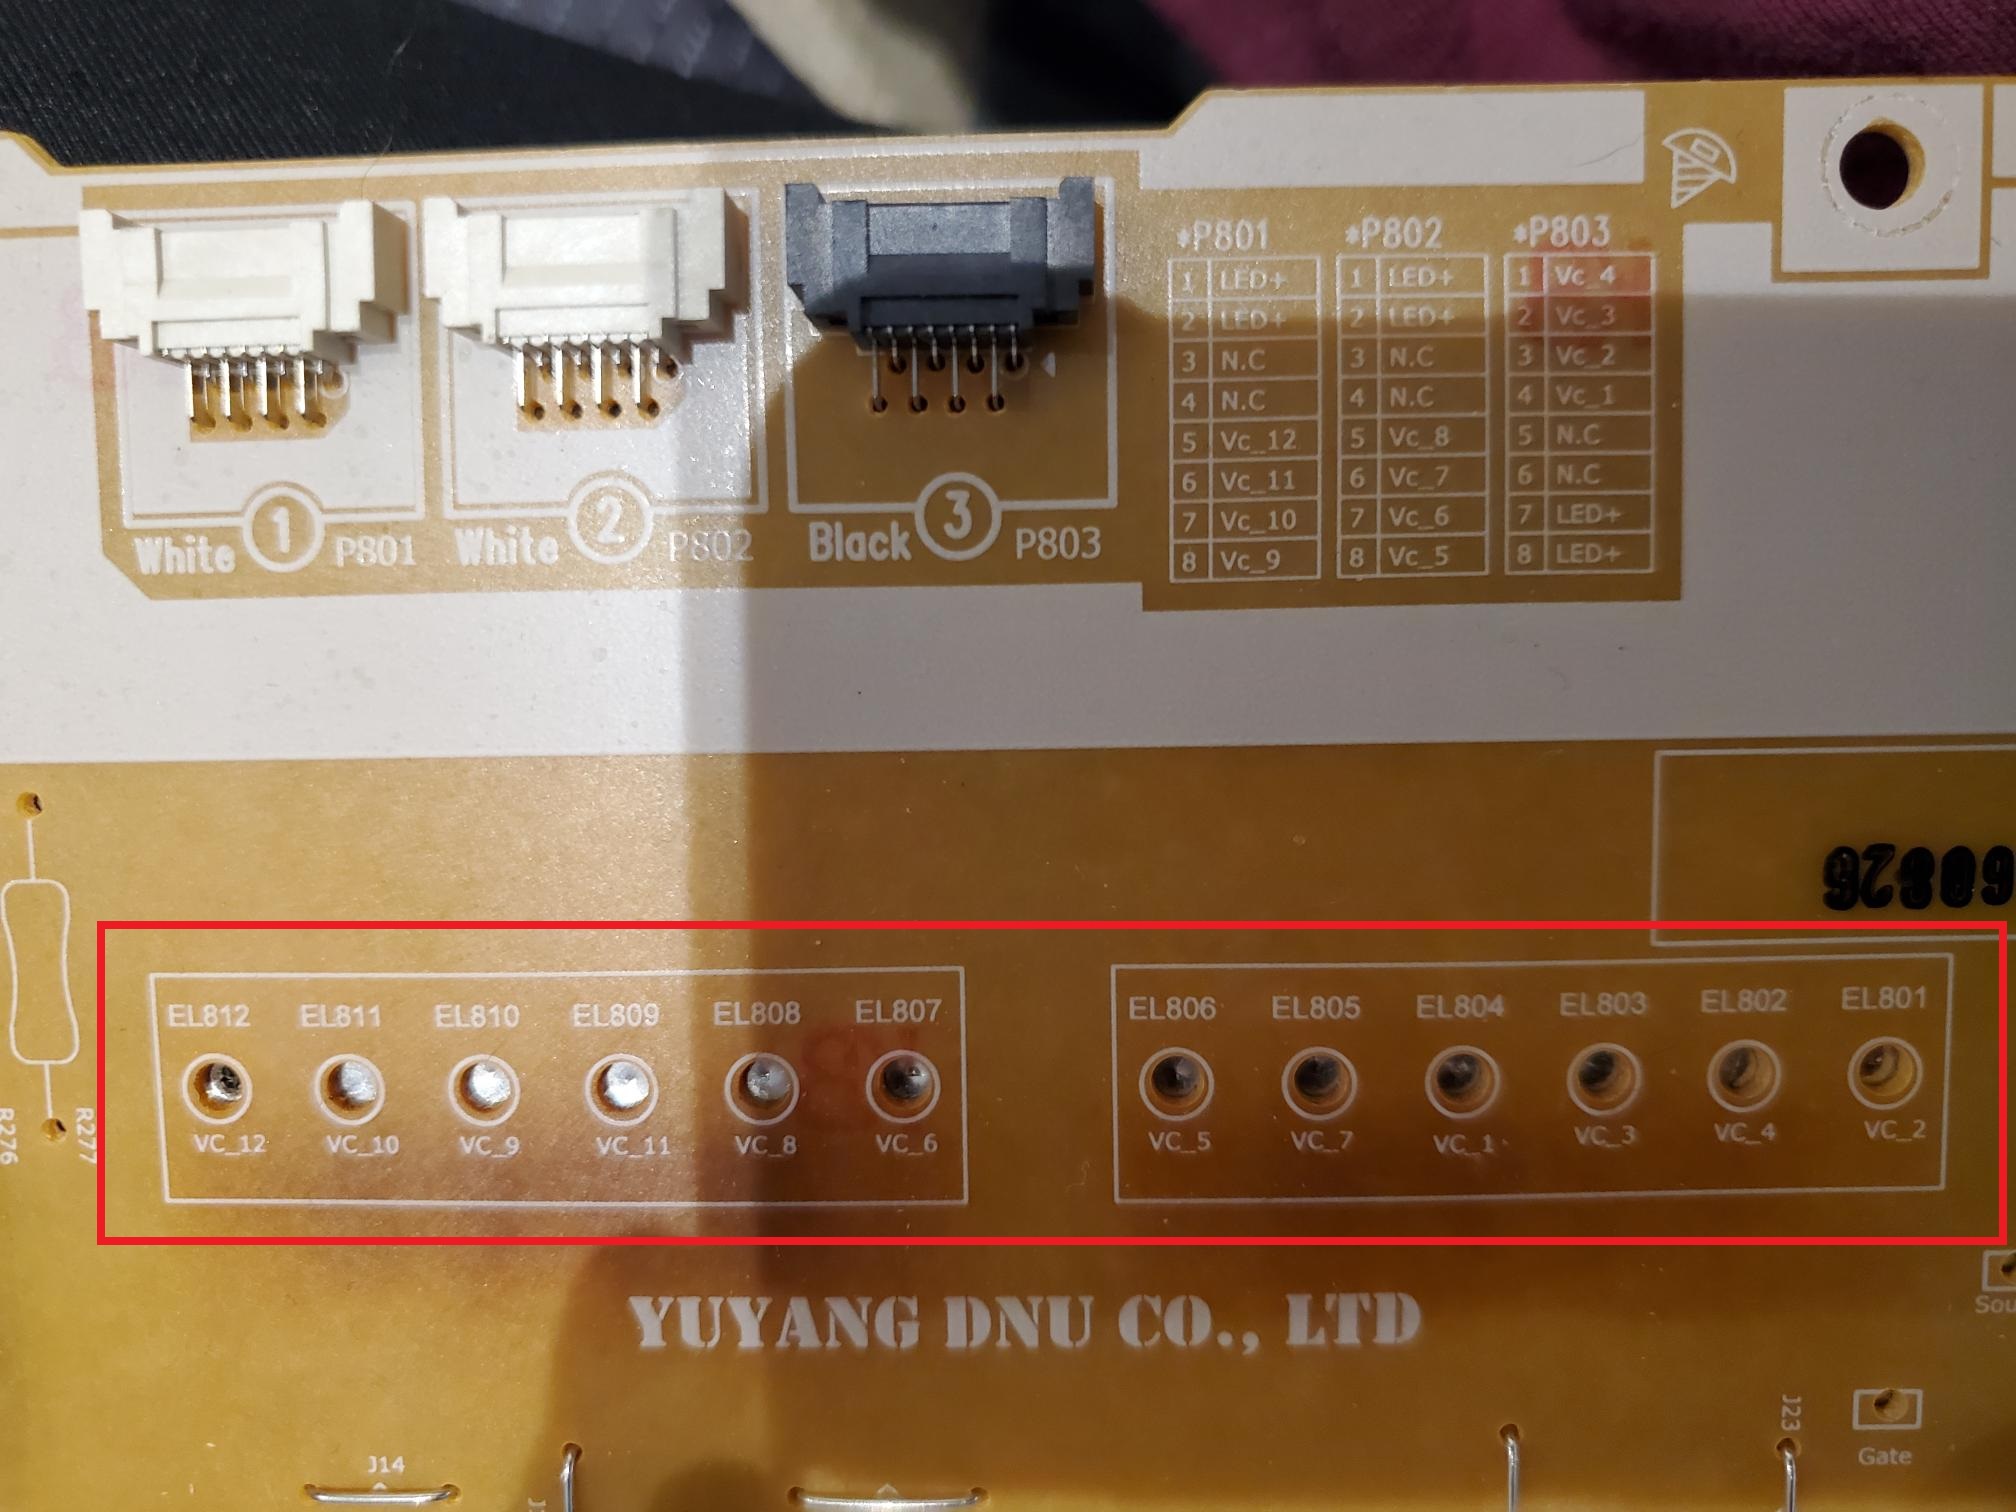 *P801 *P802 *P803
1 LED+ 1 LED+ 1 Vc_4
2 LED+ 2 LED+ 2 Vc_3
3 N.C 3 N.C 3 Vc_2
4 N.C 4 N.C 4 Vc_1
5 Vc_12 5 Vc_8 5 N.C
6 Vc_11 6 Vc_7 6 N.C
7 Vc_10 7 Vc_6 7 LED+
8 Vc_9 8 Vc_5 8 LED+
White 1 P801 White 2 P802 Black 3 P803
R276
R277
EL812 EL811 EL810 EL809 EL808 EL807 EL806 EL805 EL804 EL803 EL802 EL801
VC_12 VC_10 VC_9 VC_11 VC_8 VC_6 VC_5 VC_7 VC_1 VC_3 VC_4 VC_2
YUYANG DNU CO., LTD
J23
Gate
J14